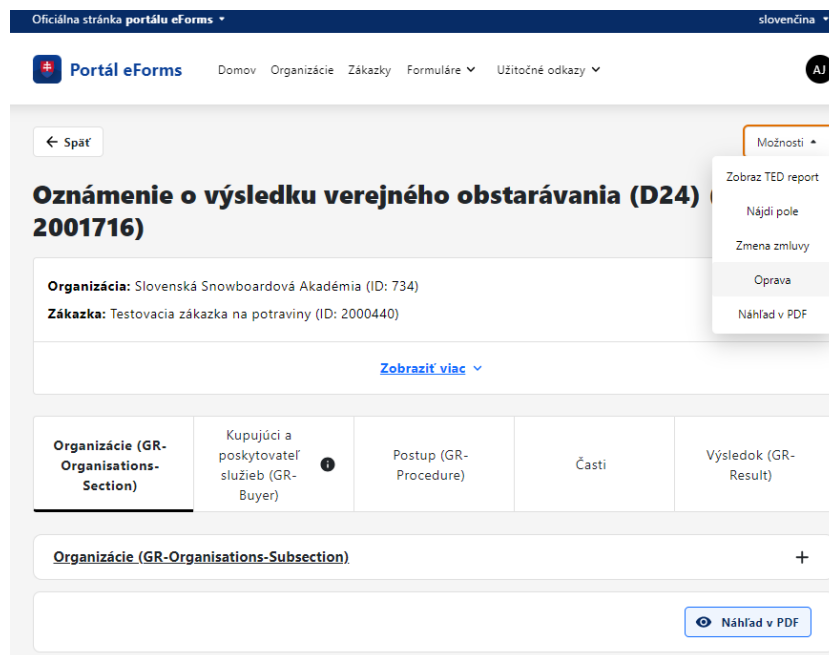 Oficiálna stránka portálu eForms
slovenčina
Portál eForms
Domov Organizácie Zákazky Formuláre Užitočné odkazy
AJ
Späť
Možnosti
Zobraz TED report
Nájdi pole
Zmena zmluvy
Oprava
Náhľad v PDF
Oznámenie o výsledku verejného obstarávania (D24) (
2001716)
Organizácia: Slovenská Snowboardová Akadémia (ID: 734)
Zákazka: Testovacia zákazka na potraviny (ID: 2000440)
Zobraziť viac
Organizácie (GR-
Organisations-
Section)
Kupujúci a
poskytovateľ
služieb (GR-
Buyer)
Postup (GR-
Procedure)
Časti
Výsledok (GR-
Result)
Organizácie (GR-Organisations-Subsection)
Náhľad v PDF